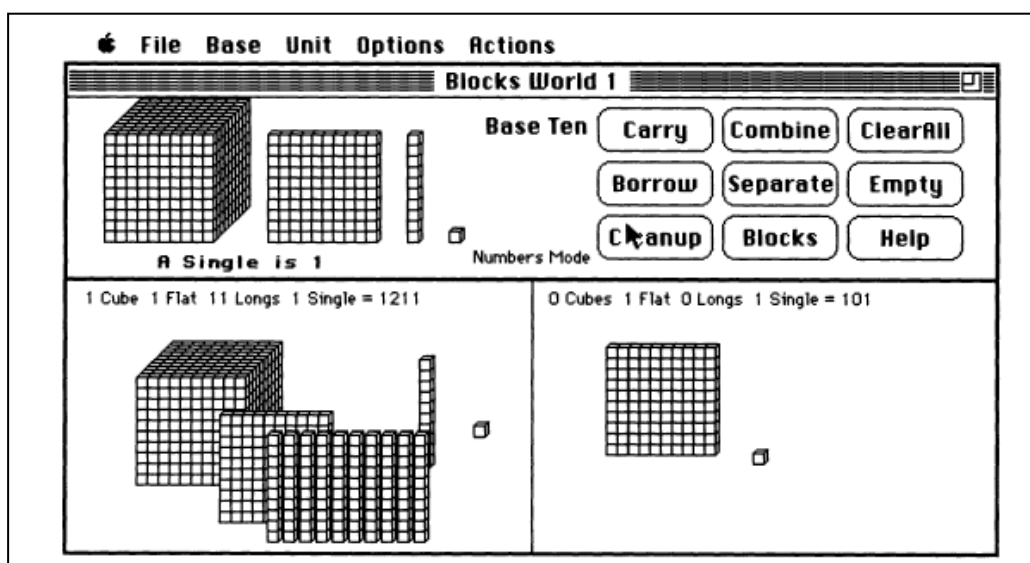 File Base Unit Options Actions
Blocks World 1
Base Ten
Carry Combine ClearAll
Borrow Separate Empty
Blocks Help
Numbers Mode
A Single is 1
1 Cube 1 Flat 11 Longs 1 Single = 1211
0 Cubes 1 Flat 0 Longs 1 Single = 101